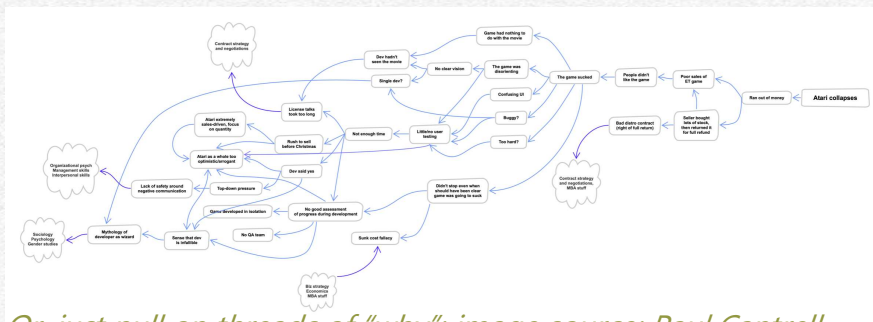 Contract strategy
and negotiations
Game had nothing to
do with the movie
Dev hadn't
seen the movie
No clear vision
The game was
disorienting
Single dev?
The game sucked
People didn't
like the game
Poor sales of
ET game
Confusing UI
Ran out of money
Atari collapses
License talks
took too long
Buggy?
Seller bought
lots of stock,
then returned it
for full refund
Bad distro contract
(right of full return)
Atari extremely
sales-driven, focus
on quantity
Not enough time
Little/no user
testing
Too hard?
Rush to sell
before Christmas
Atari as a whole too
optimistic/arrogant
Dev said yes
Organizational psych
Management skills
Interpersonal skills
Lack of safety around
negative communication
Top-down pressure
Didn't stop even when
should have been clear
game was going to suck
Contract strategy
and negotiations,
MBA stuff
Game developed in isolation
No good assessment
of progress during development
Sociology
Psychology
Gender studies
Mythology of
developer as wizard
Sense that dev
is infallible
No QA team
Sunk cost fallacy
Biz strategy
Economics
MBA stuff
Or just pull on threads of "why": image source: Paul Cantrell